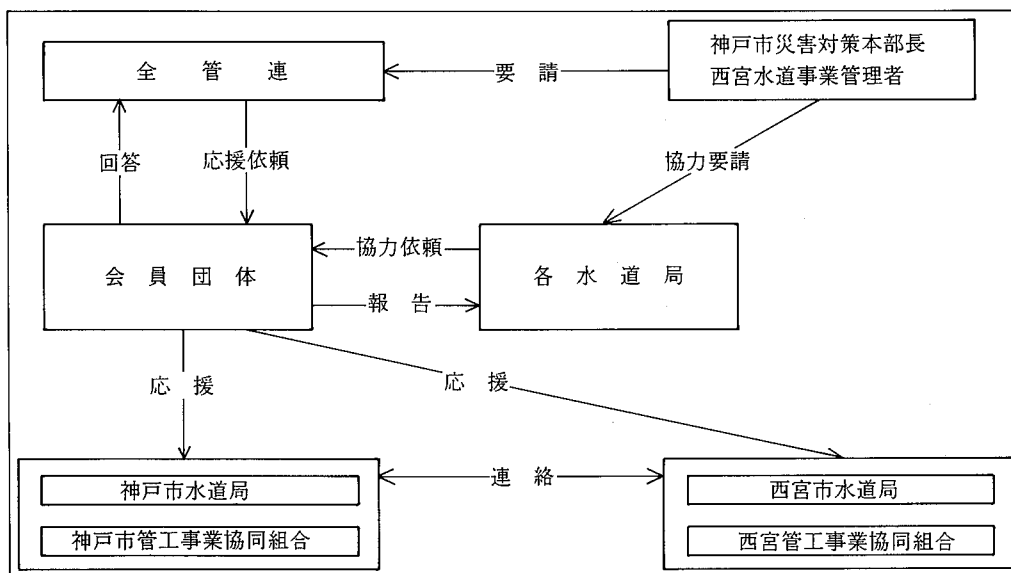 神戸市災害対策本部長
西宮水道事業管理者
全管連
要請
回答
応援依頼
協力要請
協力依頼
会員団体
各水道局
報告
応援
応援
連絡
神戸市水道局
神戸市管工事業協同組合
西宮市水道局
西宮管工事業協同組合